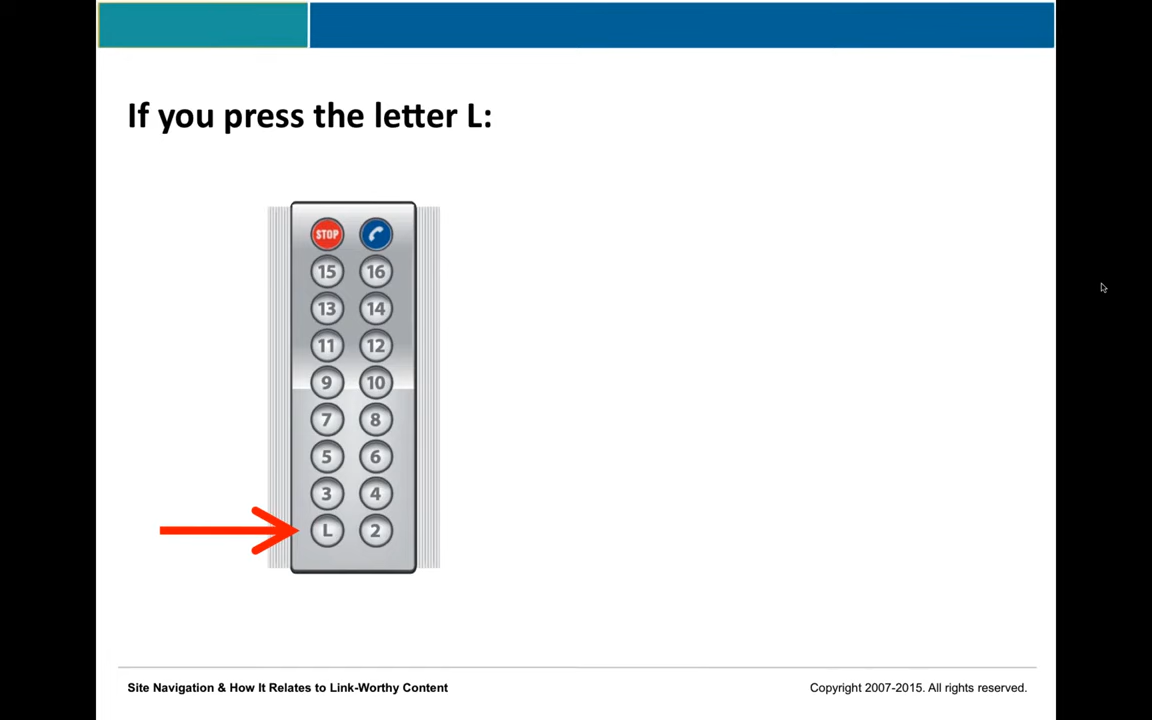 If you press the letter L:
STOP
15 16
13 14
11 12
9 10
7 8
5 6
3 4
L 2
Site Navigation & How It Relates to Link-Worthy Content
Copyright 2007-2015. All rights reserved.